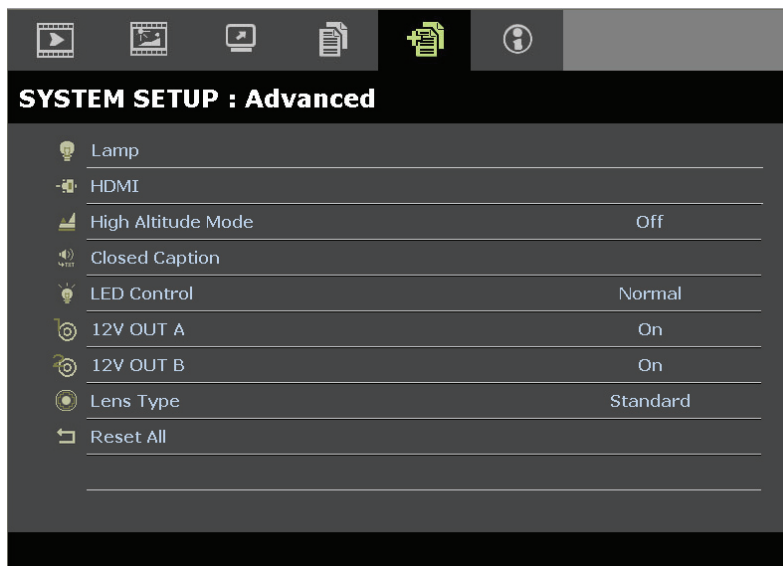 SYSTEM SETUP : Advanced
Lamp
HDMI
High Altitude Mode Off
Closed Caption
LED Control Normal
12V OUT A On
12V OUT B On
Lens Type Standard
Reset All